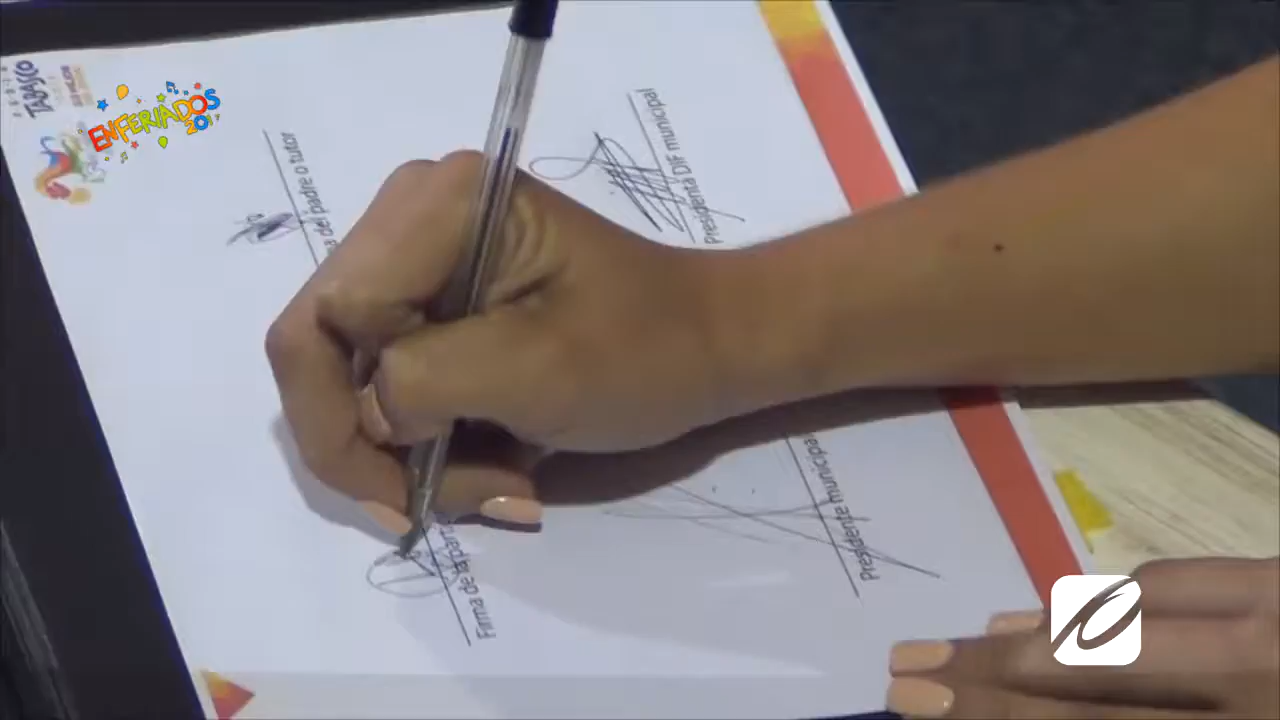 TABASCO
ENFERIADOS
201
del padre o tutor
Presidenta DIF municipal
Firma de la
Presidente municipal